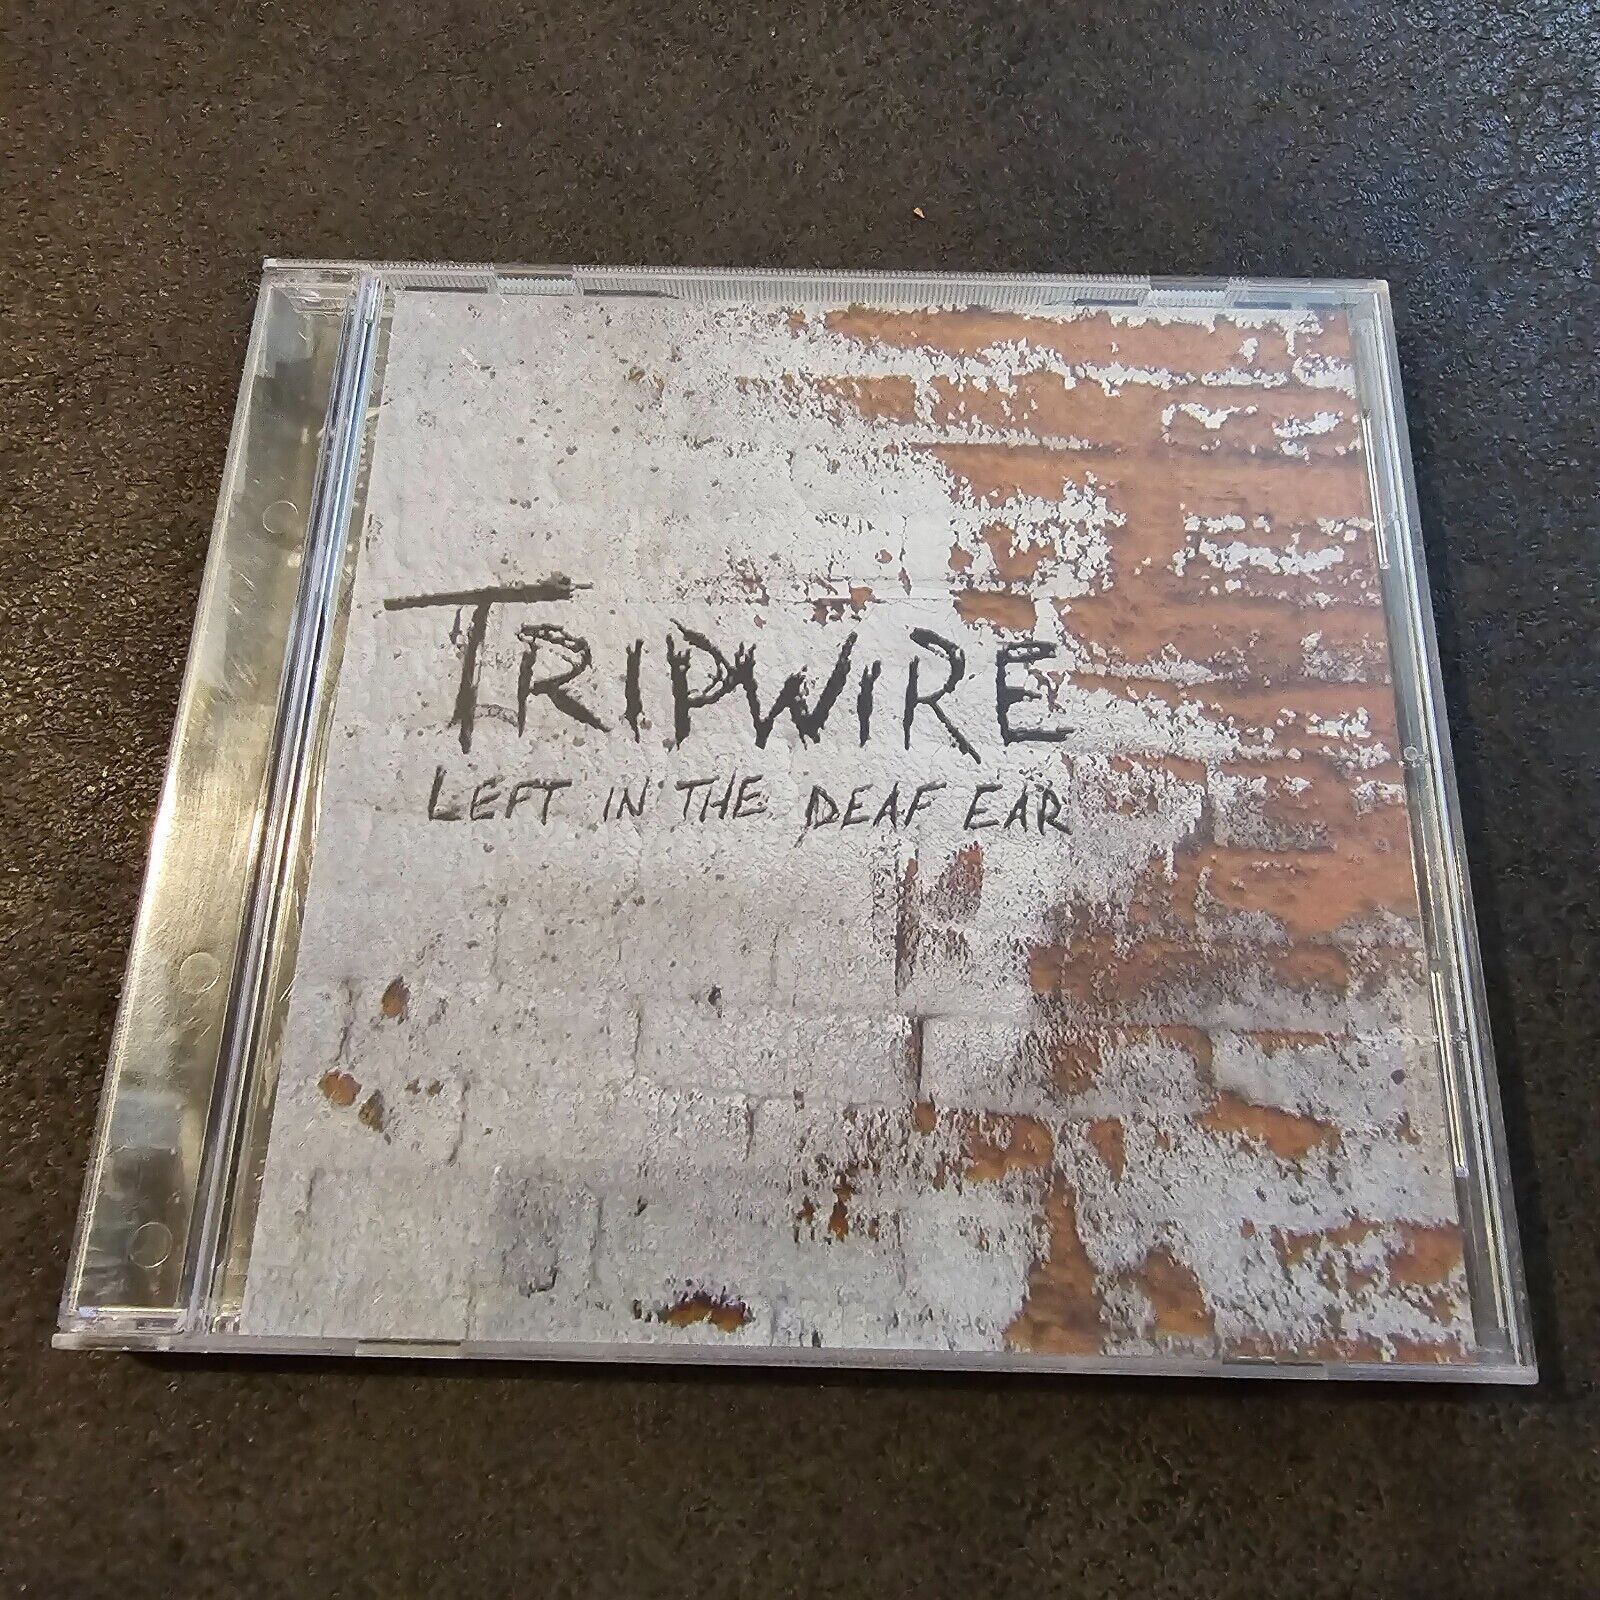 TRIPWIRE
LEFT IN THE DEAF EAR